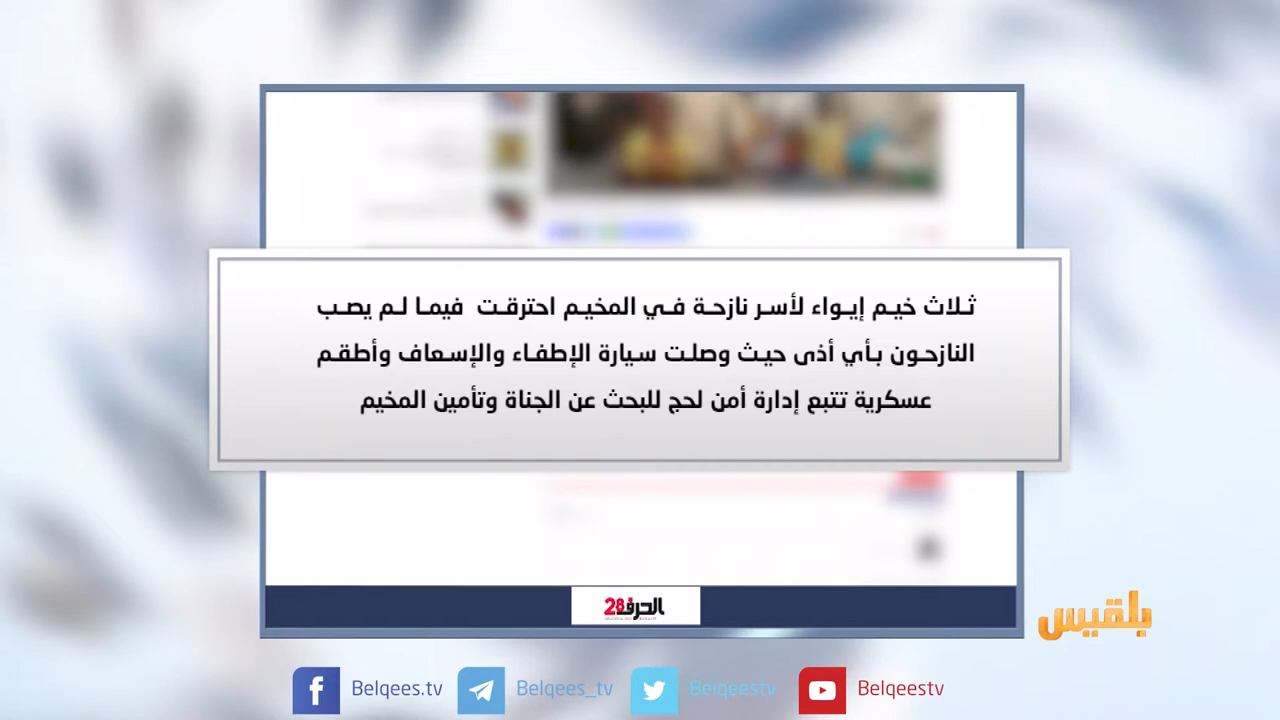 ثلاث خيم إيواء لأسر نازحة في المخيم احترقت فيما لم يصب
النازحون بأي أذى حيث وصلت سيارة الإطفاء والإسعاف وأطقم
عسكرية تتبع إدارة أمن لحج للبحث عن الجناة وتأمين المخيم
الحرف28
بلقيس
Belqees.tv
Belqees_tv
Belqeestv
Belqeestv